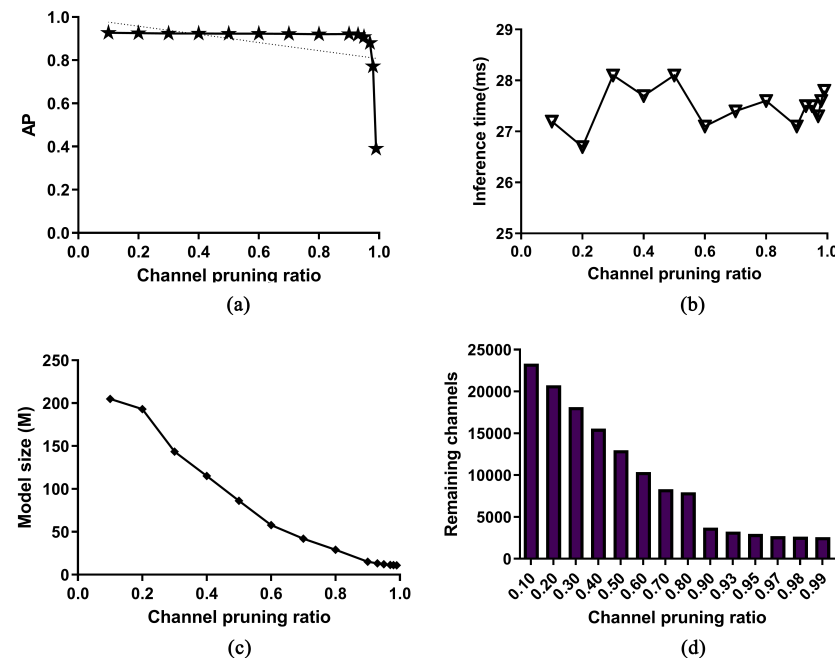 1.0
0.8
0.6
0.4
0.2
0.0
AP
0.0 0.2 0.4 0.6 0.8 1.0
Channel pruning ratio
(a)
29
28
27
26
25
Inference time(ms)
0.0 0.2 0.4 0.6 0.8 1.0
Channel pruning ratio
(b)
250
200
150
100
50
0
Model size (M)
0.0 0.2 0.4 0.6 0.8 1.0
Channel pruning ratio
(c)
25000
20000
15000
10000
5000
0
Remaining channels
0.10 0.20 0.30 0.40 0.50 0.60 0.70 0.80 0.90 0.93 0.95 0.97 0.98 0.99
Channel pruning ratio
(d)